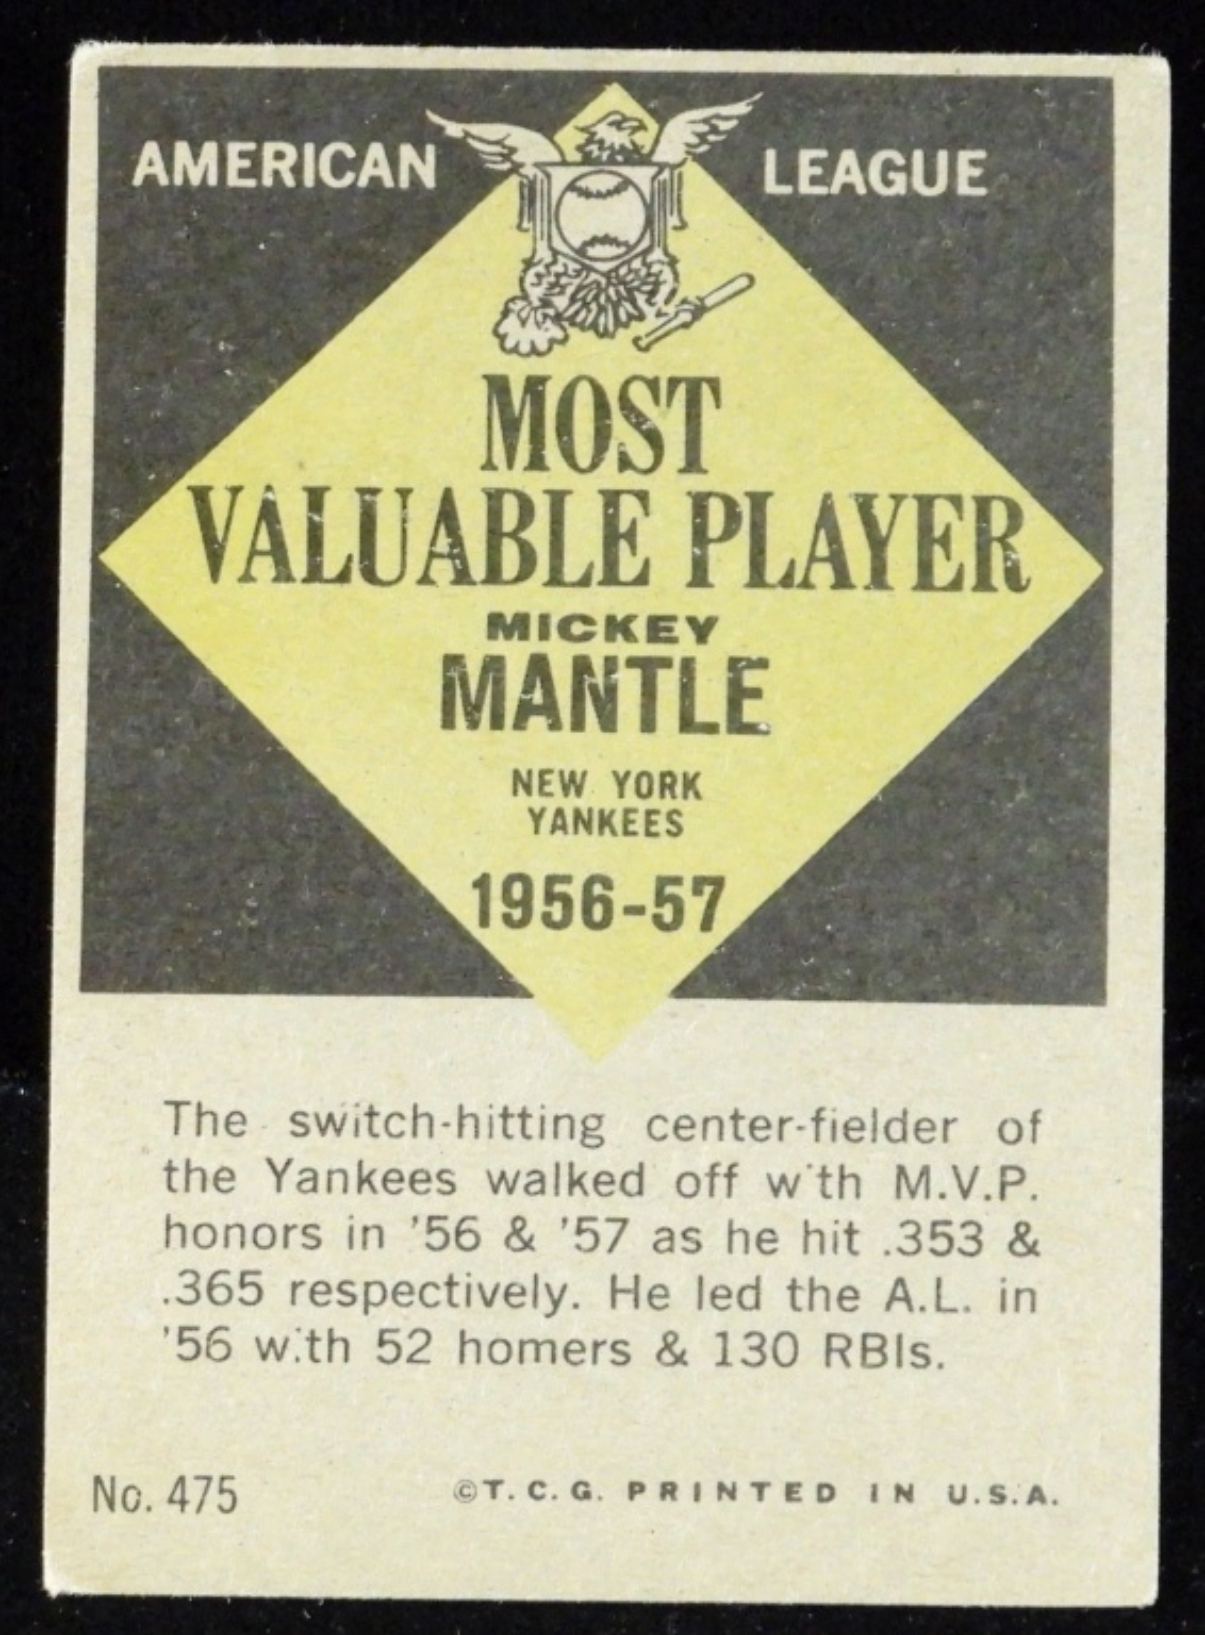 AMERICAN LEAGUE
MOST
VALUABLE PLAYER
MICKEY
MANTLE
NEW YORK
YANKEES
1956-57
The switch-hitting center-fielder of
the Yankees walked off with M.V.P.
honors in '56 & '57 as he hit .353 &
.365 respectively. He led the A.L. in
'56 with 52 homers & 130 RBIs.
No. 475
©T.C.G. PRINTED IN U.S.A.